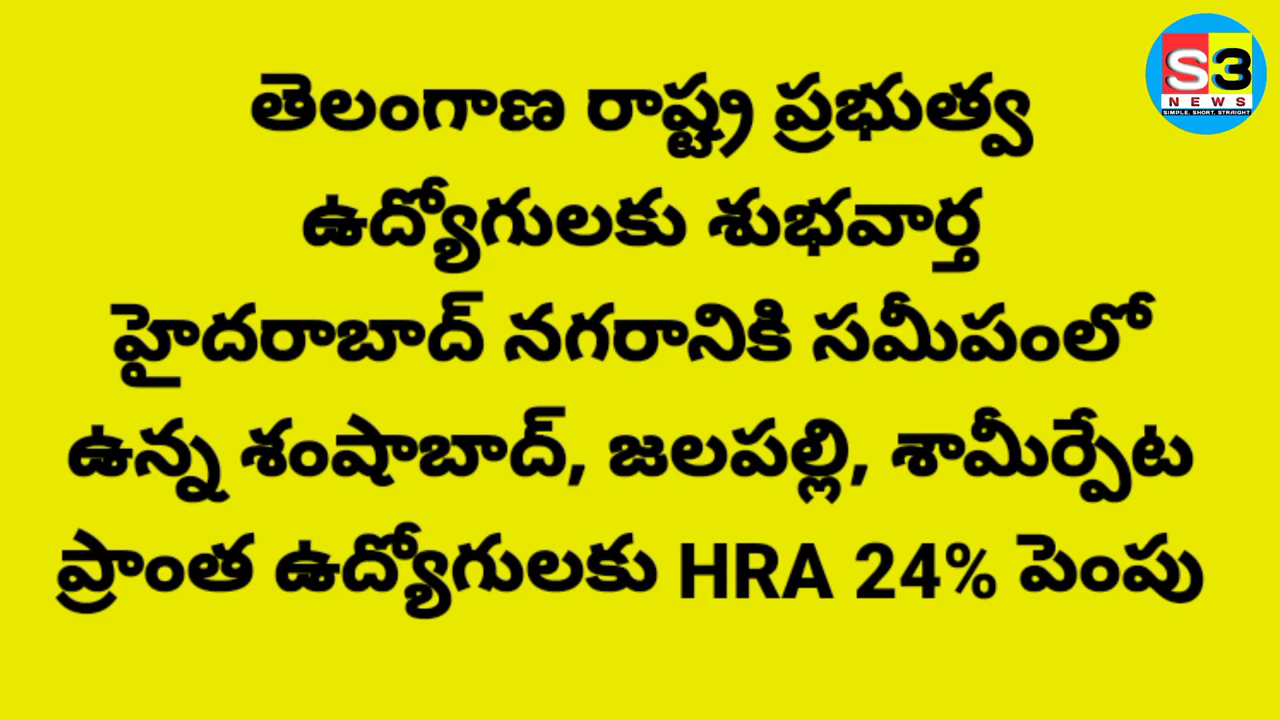 S3
NEWS
SIMPLE. SHORT. STRAIGHT
తెలంగాణ రాష్ట్ర ప్రభుత్వ
ఉద్యోగులకు శుభవార్త
హైదరాబాద్ నగరానికి సమీపంలో
ఉన్న శంషాబాద్, జలపల్లి, శామీర్పేట
ప్రాంత ఉద్యోగులకు HRA 24% పెంపు